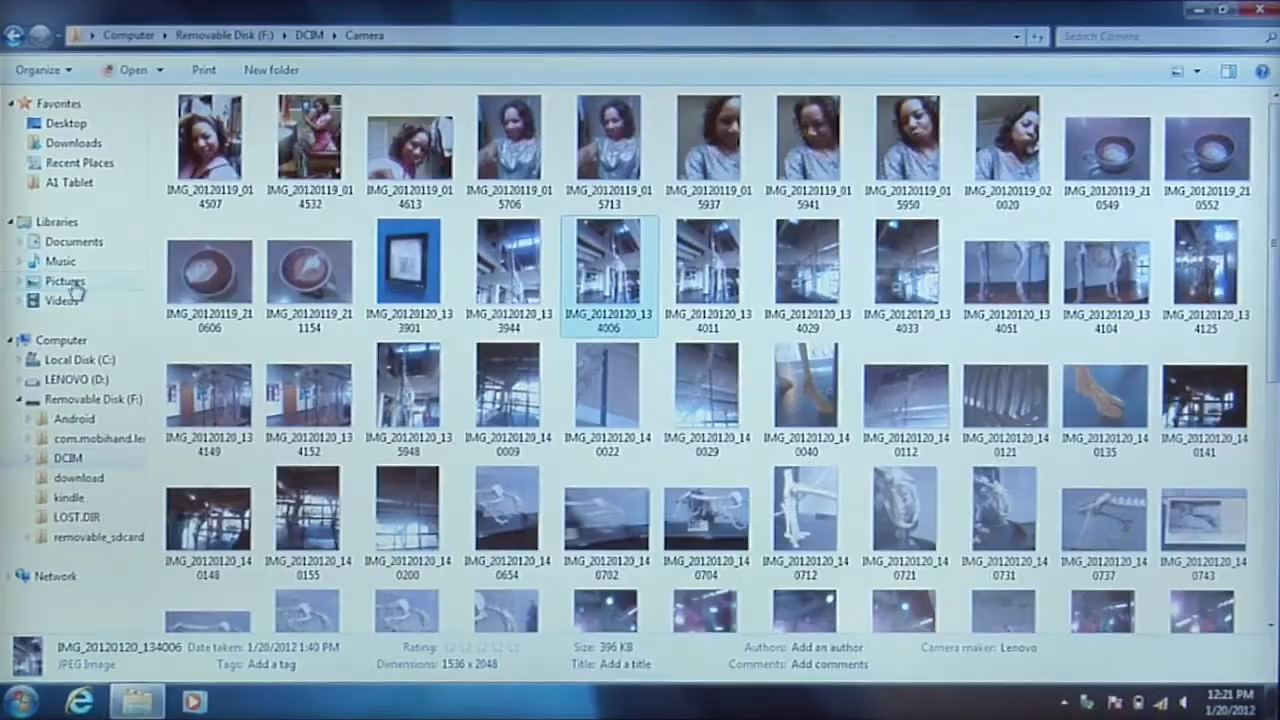 Computer Removable Disk (F:) DCIM Camera
Search Camera
Organize Open Print New folder
Favorites
Desktop
Downloads
Recent Places
A1 Tablet
Libraries
Documents
Music
Pictures
Videos
Computer
Local Disk (C:)
LENOVO (D:)
Removable Disk (F:)
Android
com.mobihand.le
DCIM
download
kindle
LOST.DIR
removable_sdcard
Network
IMG_20120119_01 IMG_20120119_01 IMG_20120119_01 IMG_20120119_01 IMG_20120119_01 IMG_20120119_01 IMG_20120119_01 IMG_20120119_01 IMG_20120119_02 IMG_20120119_21 IMG_20120119_21
4507 4532 4613 5706 5713 5937 5941 5950 0020 0549 0552
IMG_20120119_21 IMG_20120119_21 IMG_20120120_13 IMG_20120120_13 IMG_20120120_13 IMG_20120120_13 IMG_20120120_13 IMG_20120120_13 IMG_20120120_13 IMG_20120120_13 IMG_20120120_13
0606 1154 3901 3944 4006 4011 4029 4033 4051 4104 4125
IMG_20120120_13 IMG_20120120_13 IMG_20120120_13 IMG_20120120_14 IMG_20120120_14 IMG_20120120_14 IMG_20120120_14 IMG_20120120_14 IMG_20120120_14 IMG_20120120_14 IMG_20120120_14
4149 4152 5948 0009 0022 0029 0040 0112 0121 0135 0141
IMG_20120120_14 IMG_20120120_14 IMG_20120120_14 IMG_20120120_14 IMG_20120120_14 IMG_20120120_14 IMG_20120120_14 IMG_20120120_14 IMG_20120120_14 IMG_20120120_14 IMG_20120120_14
0148 0155 0200 0654 0702 0704 0712 0721 0731 0737 0743
IMG_20120120_134006 Date taken: 1/20/2012 1:40 PM Rating: Size: 396 KB Authors: Add an author Camera maker: Lenovo
JPEG Image Tags: Add a tag Dimensions: 1536 x 2048 Title: Add a title Comments: Add comments
12:21 PM
1/20/2012